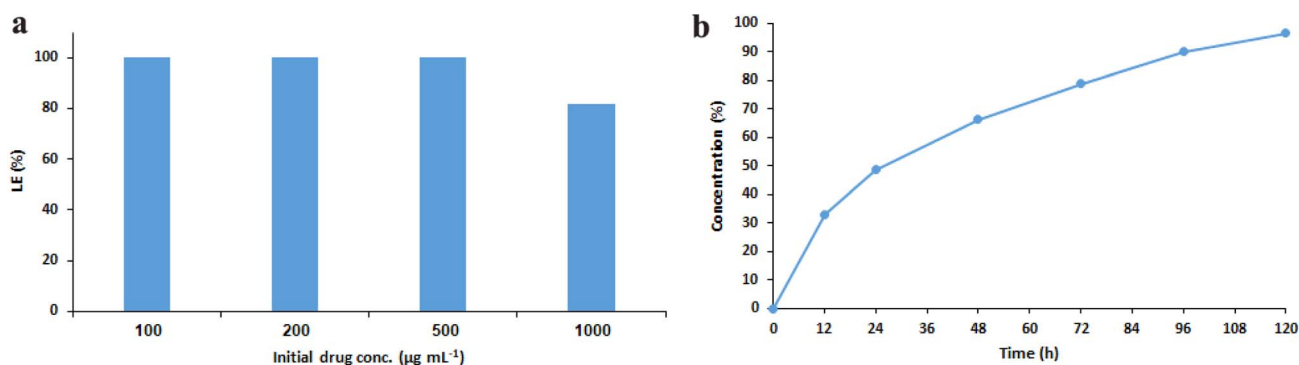 a
100
80
60
40
20
0
LE (%)
100 200 500 1000
Initial drug conc. (µg mL⁻¹)
b
100
90
80
70
60
50
40
30
20
10
0
Concentration (%)
0 12 24 36 48 60 72 84 96 108 120
Time (h)